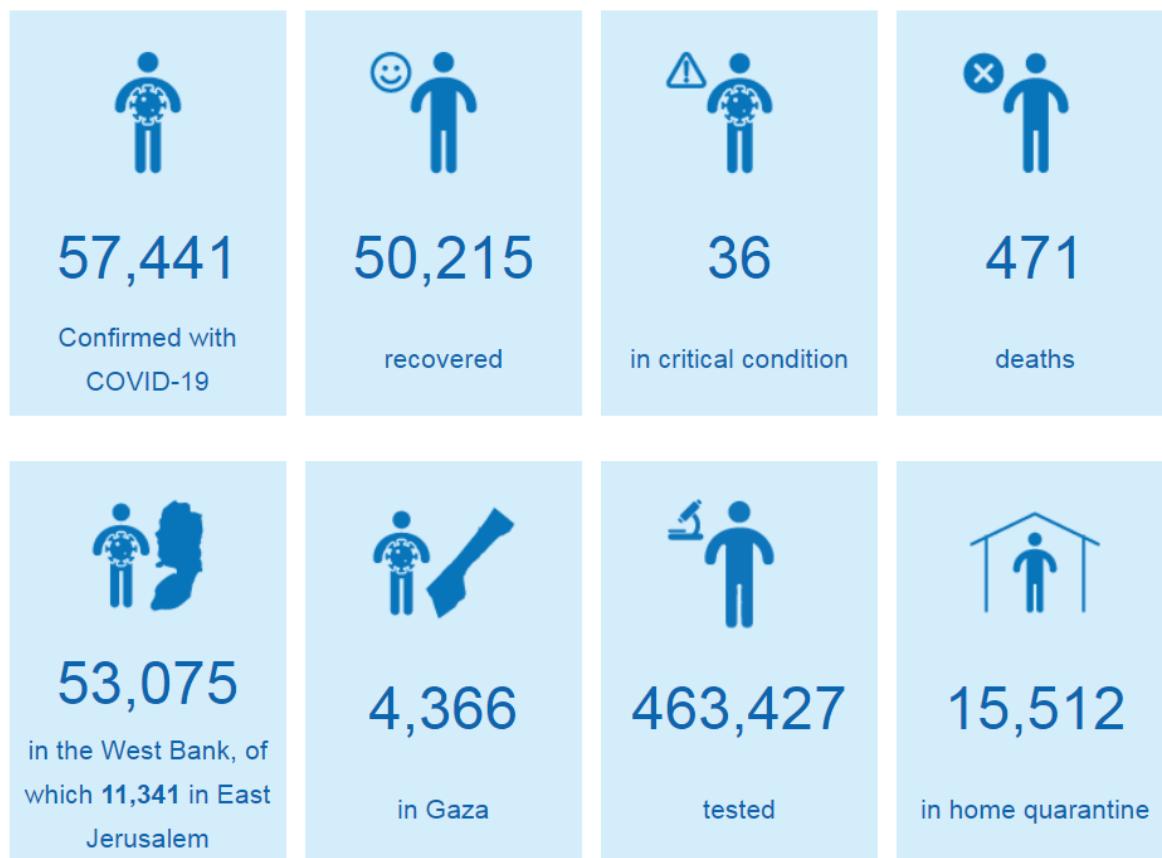 57,441
Confirmed with
COVID-19
50,215
recovered
36
in critical condition
471
deaths
53,075
in the West Bank, of
which 11,341 in East
Jerusalem
4,366
in Gaza
463,427
tested
15,512
in home quarantine